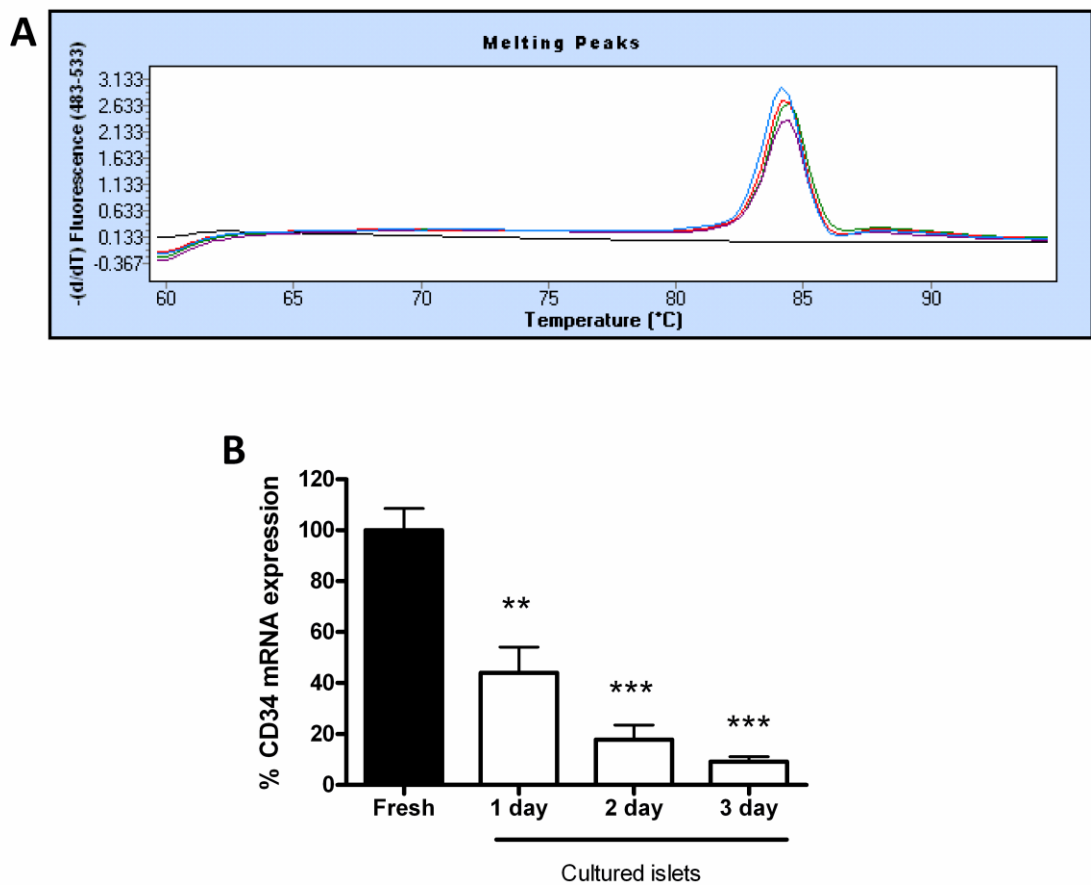 A
Melting Peaks
-(d/dT) Fluorescence (483-533)
3.133
2.633
2.133
1.633
1.133
0.633
0.133
-0.367
60 65 70 75 80 85 90
Temperature (°C)
B
% CD34 mRNA expression
120
100
80
60
40
20
0
**
***
***
Fresh 1 day 2 day 3 day
Cultured islets